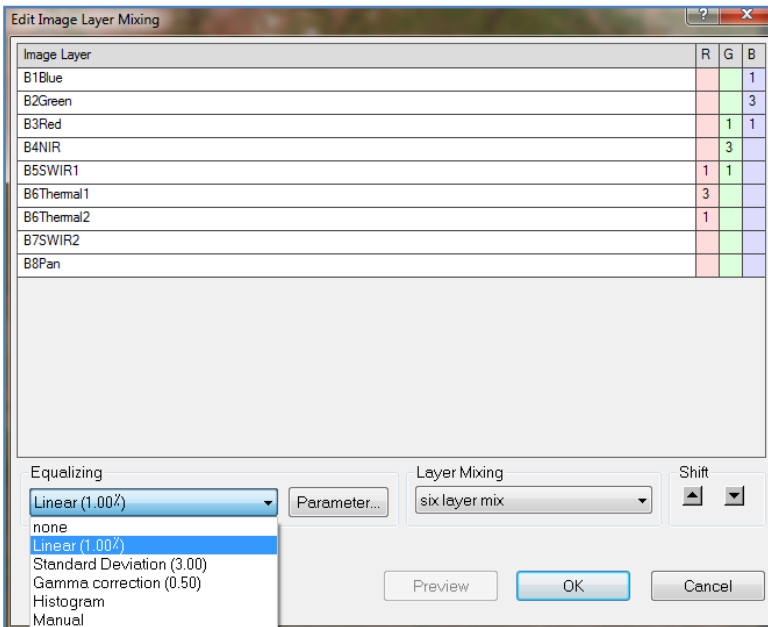 Edit Image Layer Mixing ? X
Image Layer R G B
B1Blue 1
B2Green 3
B3Red 1 1
B4NIR 3
B5SWIR1 1 1
B6Thermal1 3
B6Thermal2 1
B7SWIR2
B8Pan
Equalizing Layer Mixing Shift
Linear (1.00%) Parameter... six layer mix
none
Linear (1.00%)
Standard Deviation (3.00)
Gamma correction (0.50)
Histogram
Manual
Preview OK Cancel